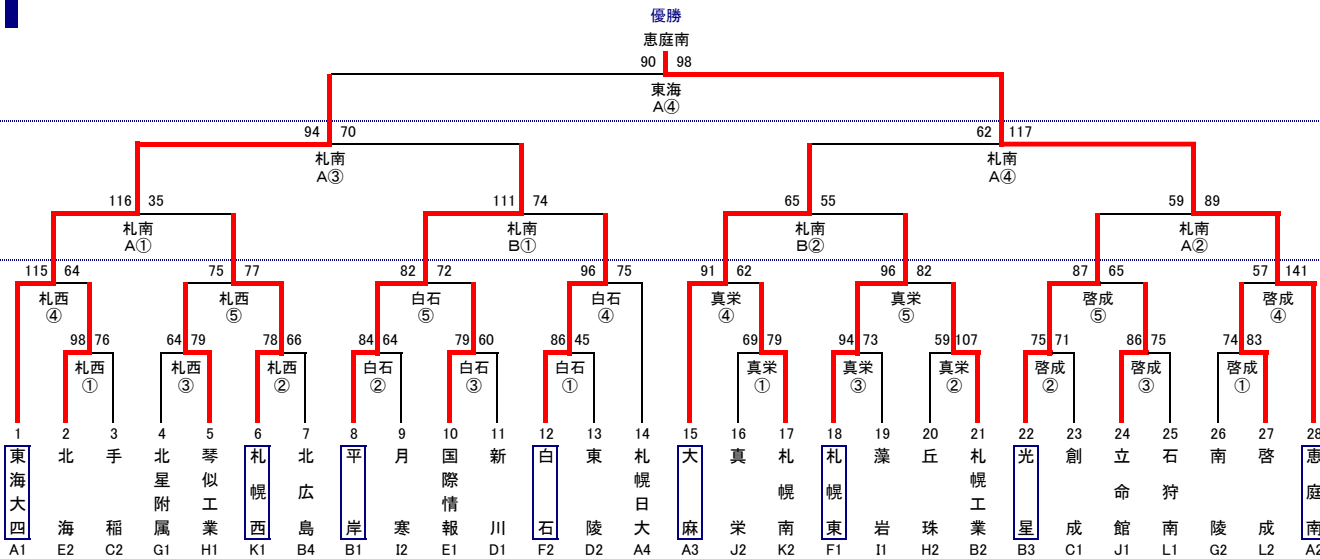 優勝
恵庭南
90 98
東海
A④
94 70
札南
A③
62 117
札南
A④
116 35
札南
A①
111 74
札南
B①
65 55
札南
B②
59 89
札南
A②
115 64
札西
④
75 77
札西
⑤
82 72
白石
⑤
96 75
白石
④
91 62
真栄
④
96 82
真栄
⑤
87 65
啓成
⑤
57 141
啓成
④
98 76
札西
①
64 79
札西
③
78 66
札西
②
84 64
白石
②
79 60
白石
③
86 45
白石
①
69 79
真栄
①
94 73
真栄
③
59 107
真栄
②
75 71
啓成
②
86 75
啓成
③
74 83
啓成
①
1 2 3 4 5 6 7 8 9 10 11 12 13 14 15 16 17 18 19 20 21 22 23 24 25 26 27 28
東海大四
北海
手稲
北星附属
琴似工業
札幌西
北広島
平岸
月寒
国際情報
新川
白石
東陵
札幌日大
大麻
真栄
札幌南
札幌東
藻岩
丘珠
札幌工業
光星
創成
立命館
石狩南
南陵
啓成
恵庭南
A1 E2 C2 G1 H1 K1 B4 B1 I2 E1 D1 F2 D2 A4 A3 J2 K2 F1 I1 H2 B2 B3 C1 J1 L1 G2 L2 A2